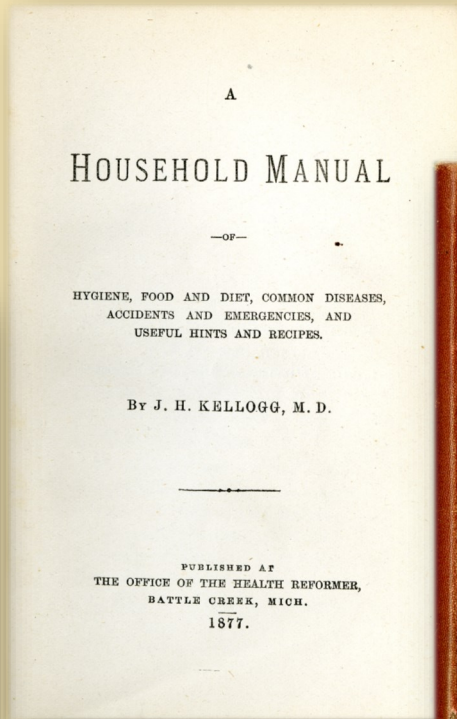 A
HOUSEHOLD MANUAL
—OF—
HYGIENE, FOOD AND DIET, COMMON DISEASES,
ACCIDENTS AND EMERGENCIES, AND
USEFUL HINTS AND RECIPES.
BY J. H. KELLOGG, M. D.
PUBLISHED AT
THE OFFICE OF THE HEALTH REFORMER,
BATTLE CREEK, MICH.
1877.